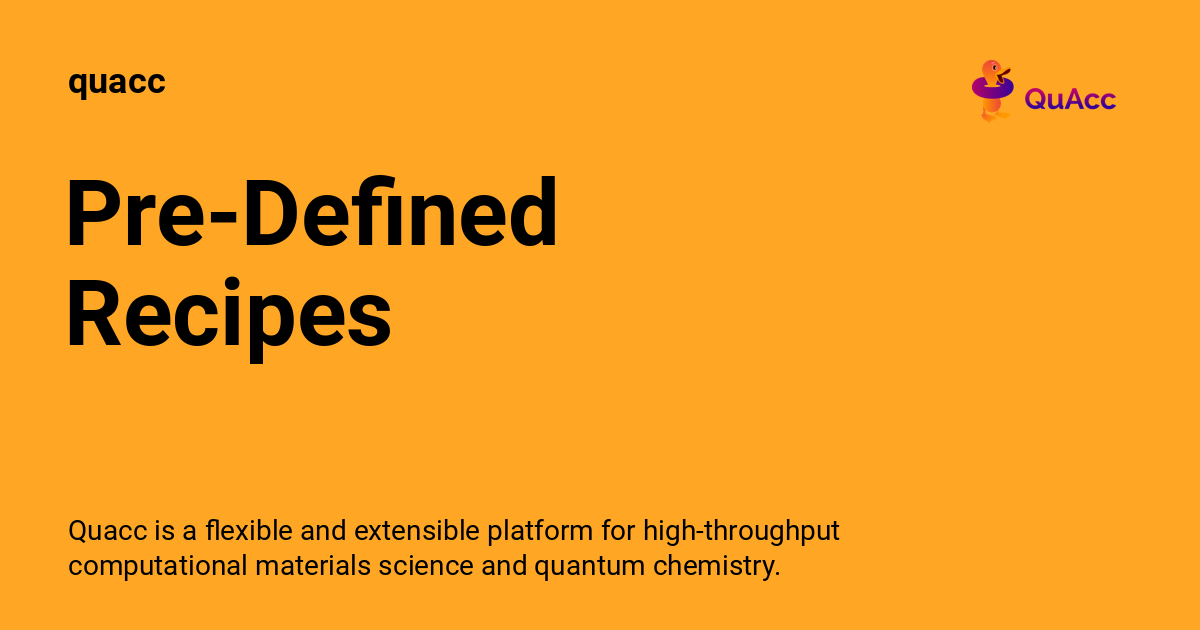 quacc
QuAcc
Pre-Defined
Recipes
Quacc is a flexible and extensible platform for high-throughput
computational materials science and quantum chemistry.